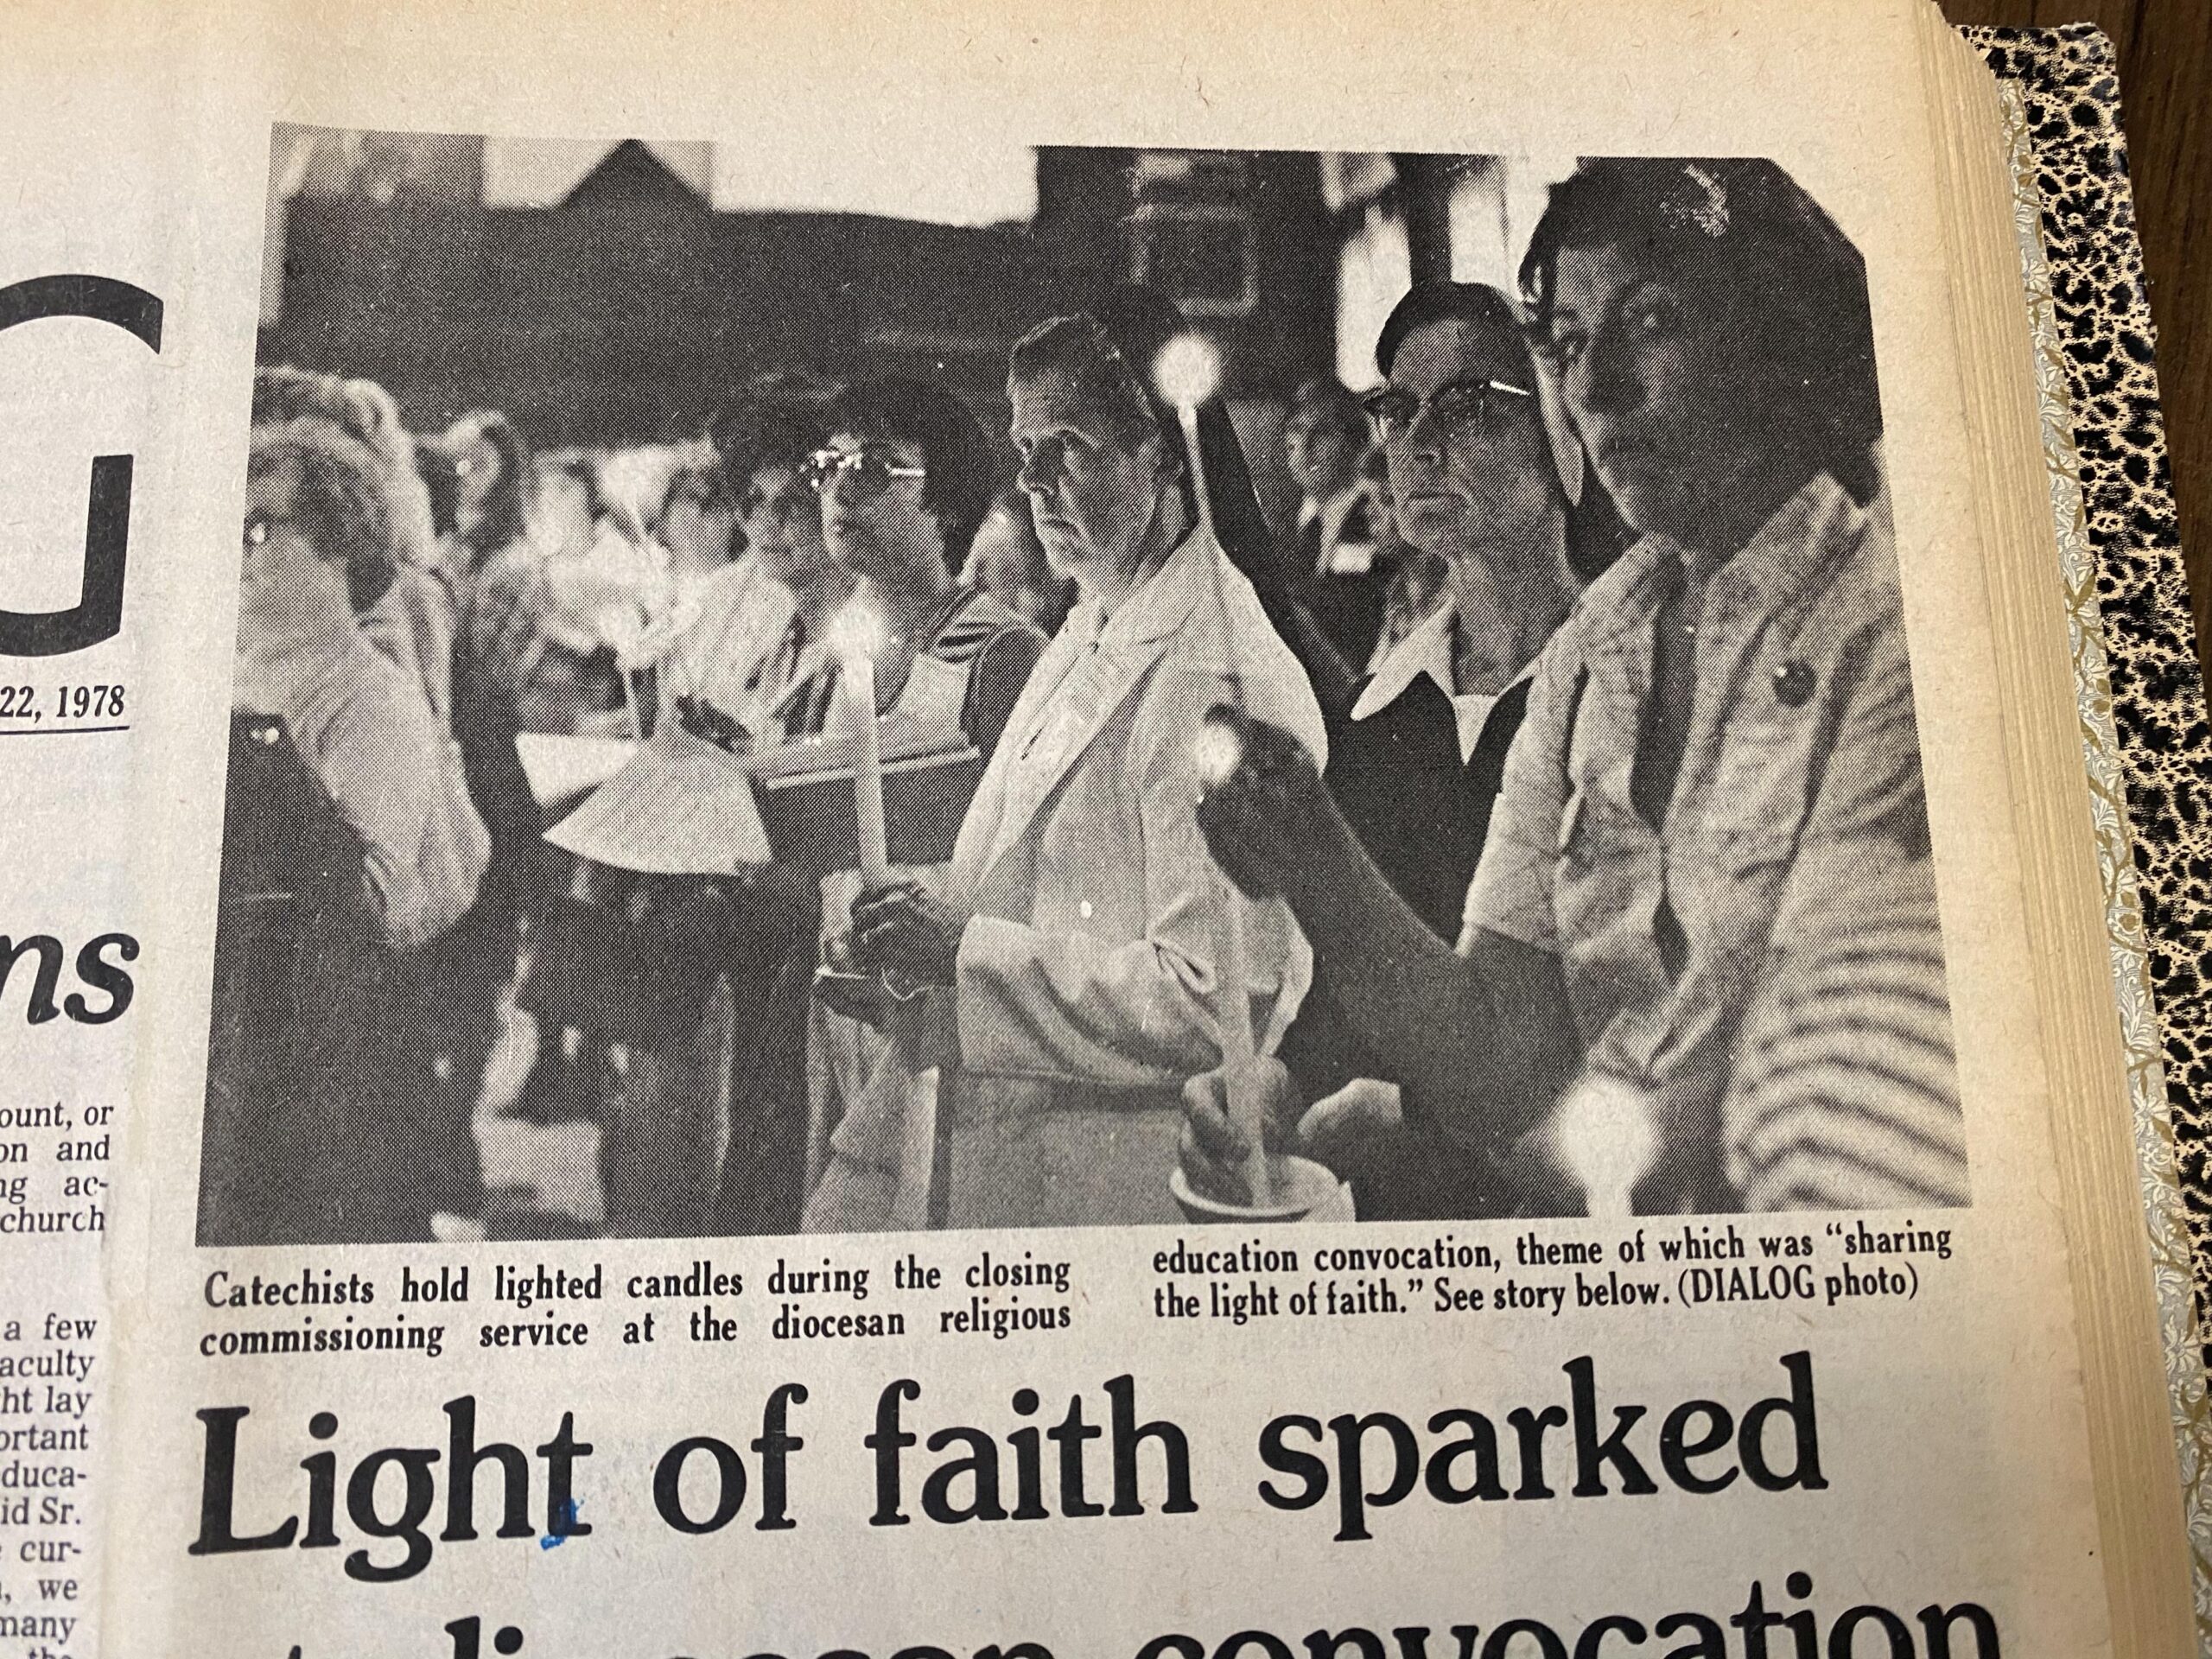 G
22, 1978
ns
ount, or
on and
ng ac-
church
a few
aculty
ht lay
ortant
duca-
id Sr.
cur-
, we
many
the
Catechists hold lighted candles during the closing
commissioning service at the diocesan religious
education convocation, theme of which was “sharing
the light of faith.” See story below. (DIALOG photo)
Light of faith sparked
convocation